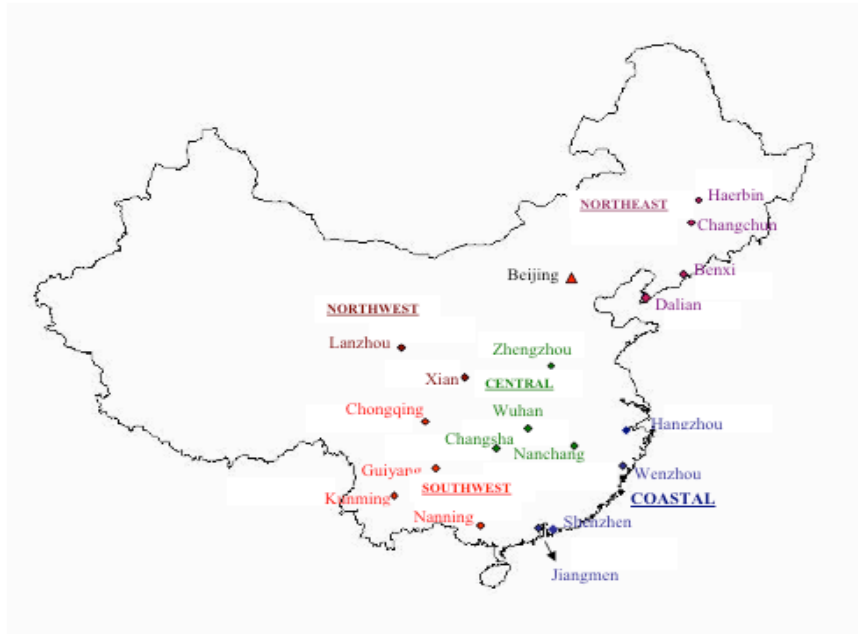 Haerbin
NORTHEAST
Changchun
Beijing
Benxi
Dalian
NORTHWEST
Lanzhou
Zhengzhou
Xian
CENTRAL
Chongqing
Wuhan
Hangzhou
Changsha
Nanchang
Guiyang
Wenzhou
SOUTHWEST
Kunming
COASTAL
Nanning
Shenzhen
Jiangmen